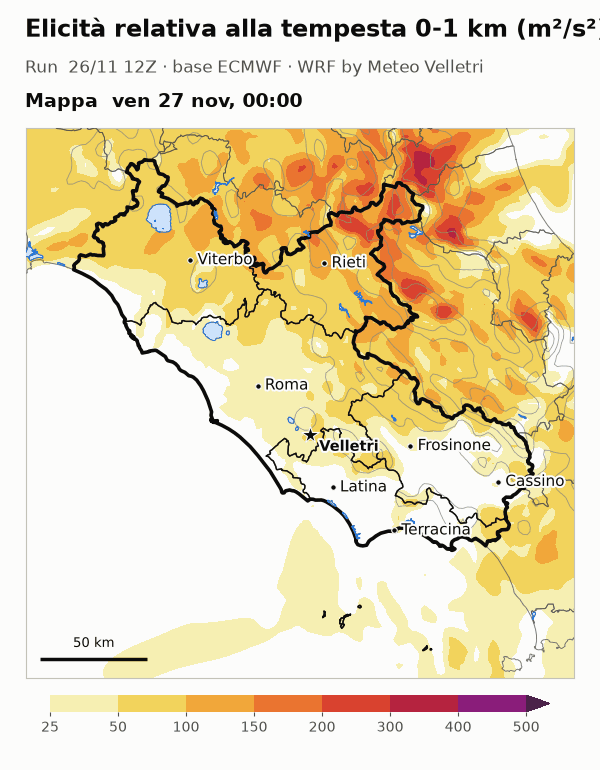 Elicità relativa alla tempesta 0-1 km (m²/s²)
Run  26/11 12Z · base ECMWF · WRF by Meteo Velletri
Mappa  ven 27 nov, 00:00
Viterbo
Rieti
Roma
Velletri
Frosinone
Latina
Cassino
Terracina
50 km
25 50 100 150 200 300 400 500